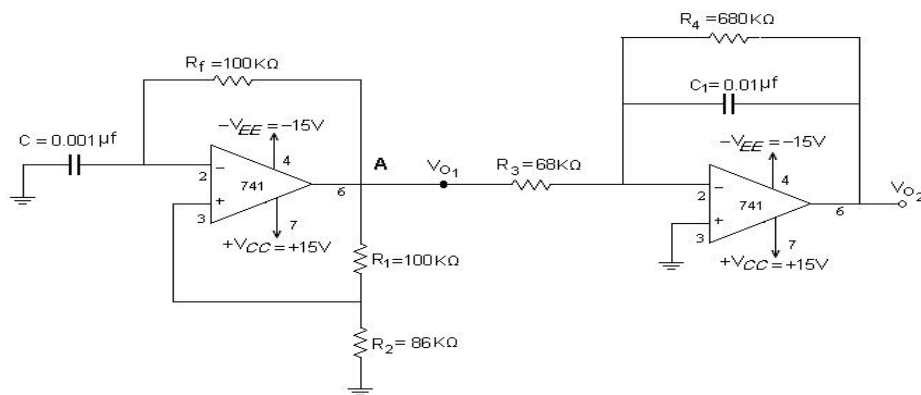 R4 =680KΩ
Rf =100KΩ
C1=0.01µf
C= 0.001µf
−VEE =−15V
4
2
−
741
+
3
6
7
+VCC =+15V
A
VO1
R3 =68KΩ
−VEE =−15V
4
2
−
741
+
3
6
7
+VCC =+15V
VO2
R1=100KΩ
R2 = 86KΩ